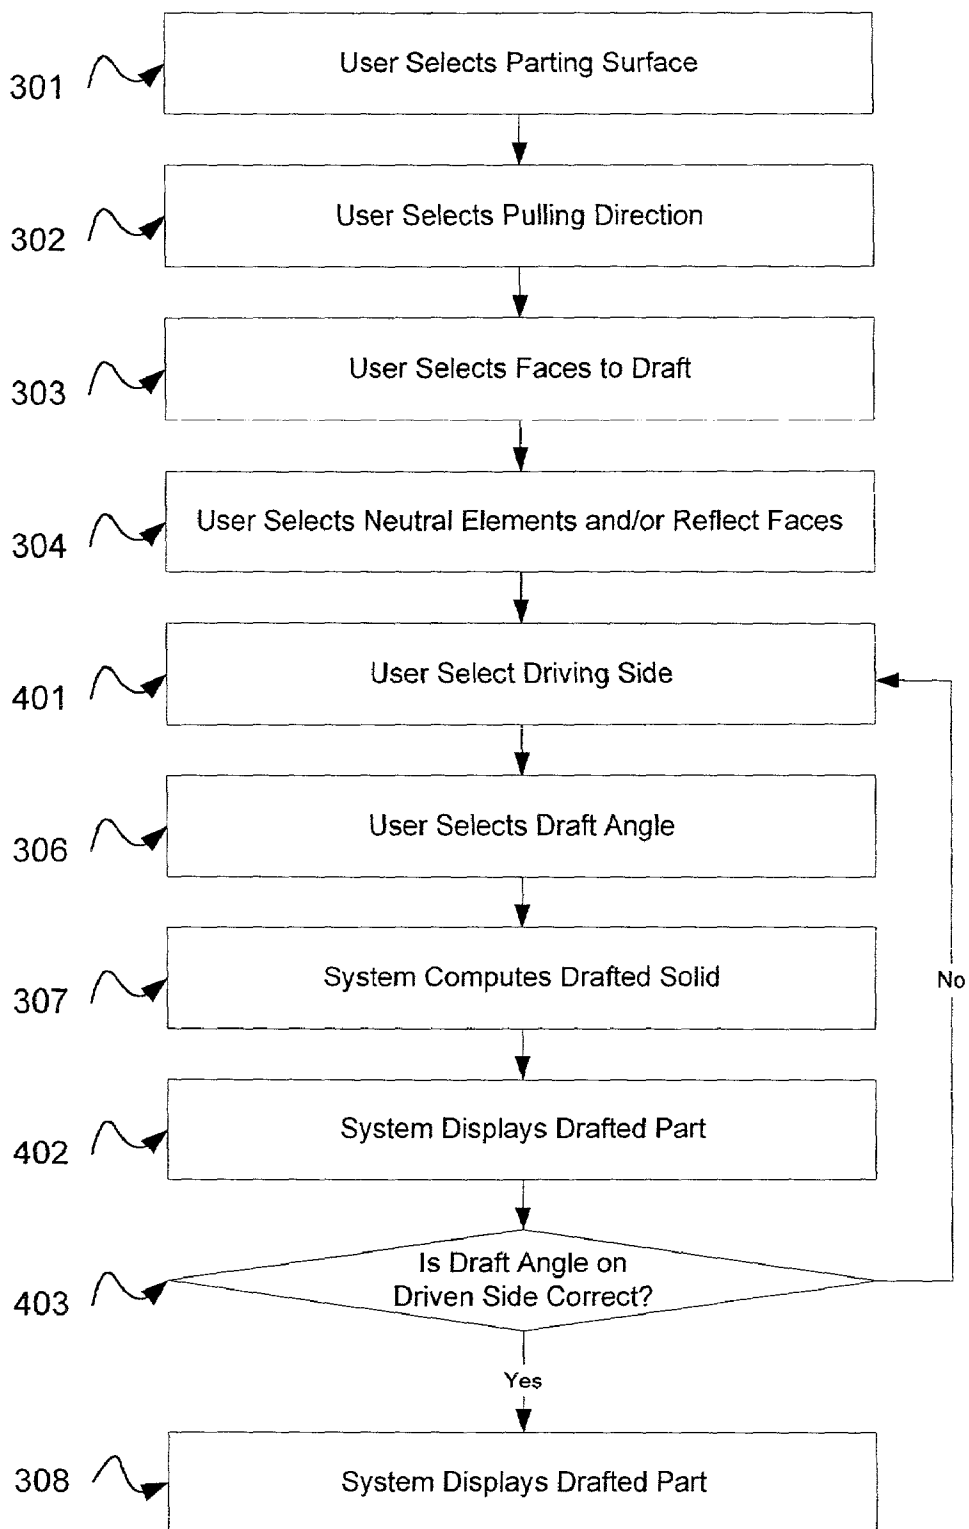 301
User Selects Parting Surface
302
User Selects Pulling Direction
303
User Selects Faces to Draft
304
User Selects Neutral Elements and/or Reflect Faces
401
User Select Driving Side
306
User Selects Draft Angle
307
System Computes Drafted Solid
No
402
System Displays Drafted Part
403
Is Draft Angle on
Driven Side Correct?
Yes
308
System Displays Drafted Part